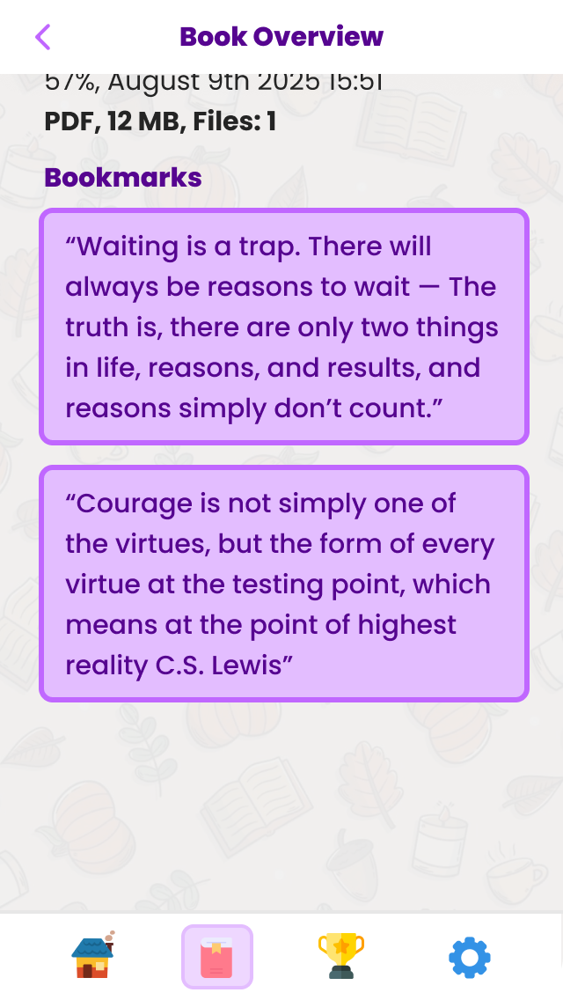 Book Overview
57%, August 9th 2025 15:51
PDF, 12 MB, Files: 1
Bookmarks
“Waiting is a trap. There will
always be reasons to wait — The
truth is, there are only two things
in life, reasons, and results, and
reasons simply don’t count.”
“Courage is not simply one of
the virtues, but the form of every
virtue at the testing point, which
means at the point of highest
reality C.S. Lewis”